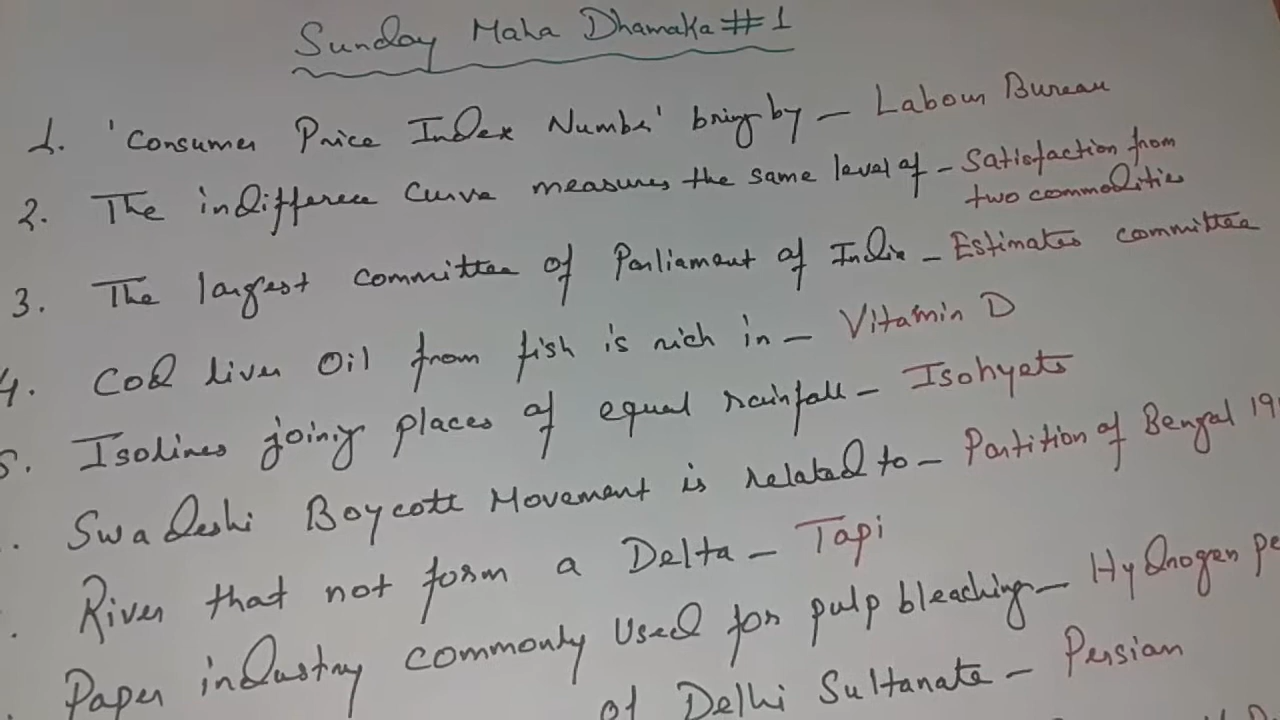 Sunday Maha Dhamaka #1
1. 'Consumer Price Index Number' bring by - Labour Bureau
2. The indifferece curve measures the same level of - Satisfaction from
two commodities
3. The largest committee of Parliament of India - Estimates committee
4. Cod liver Oil from fish is rich in - Vitamin D
5. Isolines joining places of equal rainfall - Isohyets
. Swadeshi Boycott Movement is related to - Partition of Bengal 19
. River that not form a Delta - Tapi
. Paper industry commonly Used for pulp bleaching - Hydrogen pe
of Delhi Sultanate - Persian